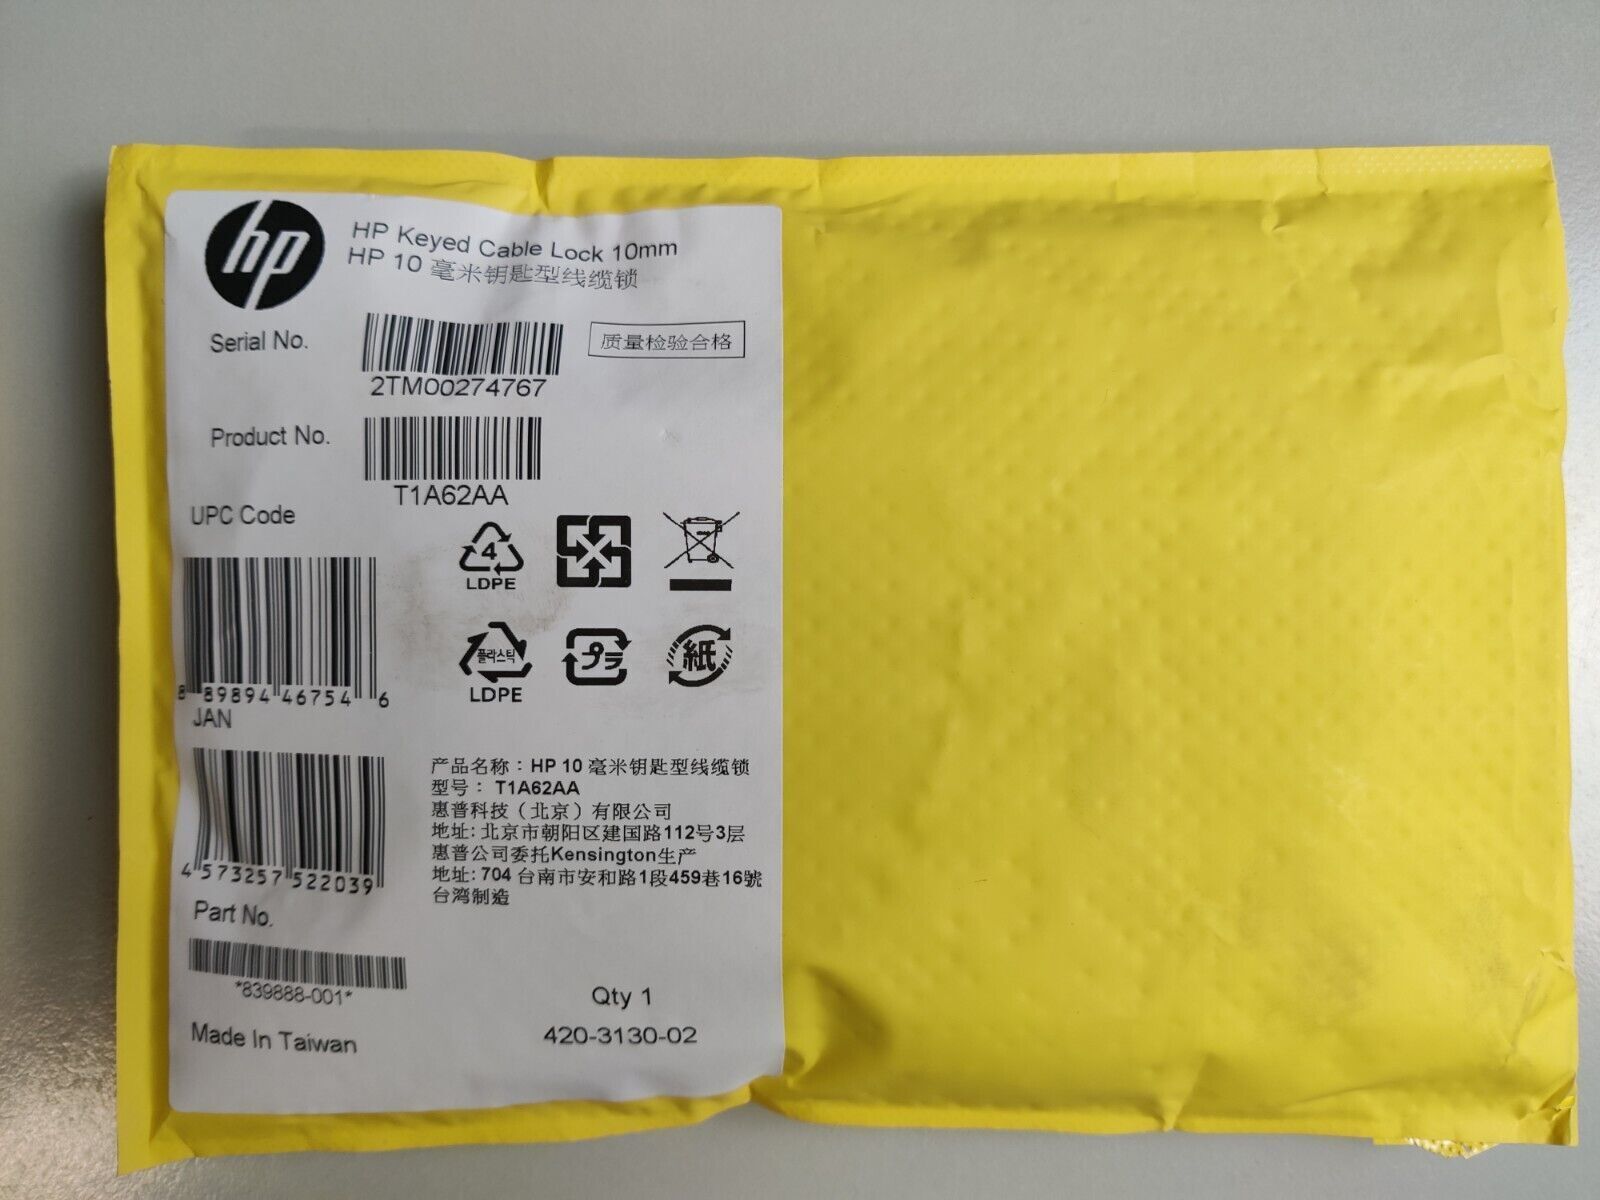 hp
HP Keyed Cable Lock 10mm
HP 10 毫米钥匙型线缆锁
Serial No.
2TM00274767
质量检验合格
Product No.
T1A62AA
UPC Code
8 89894 46754 6
4
LDPE
플라스틱
LDPE
プラ
紙
JAN
4 573257 522039
产品名称：HP 10 毫米钥匙型线缆锁
型号： T1A62AA
惠普科技（北京）有限公司
地址: 北京市朝阳区建国路112号3层
惠普公司委托Kensington生产
地址: 704 台南市安和路1段459巷16號
台湾制造
Part No.
*839888-001*
Qty 1
Made In Taiwan
420-3130-02